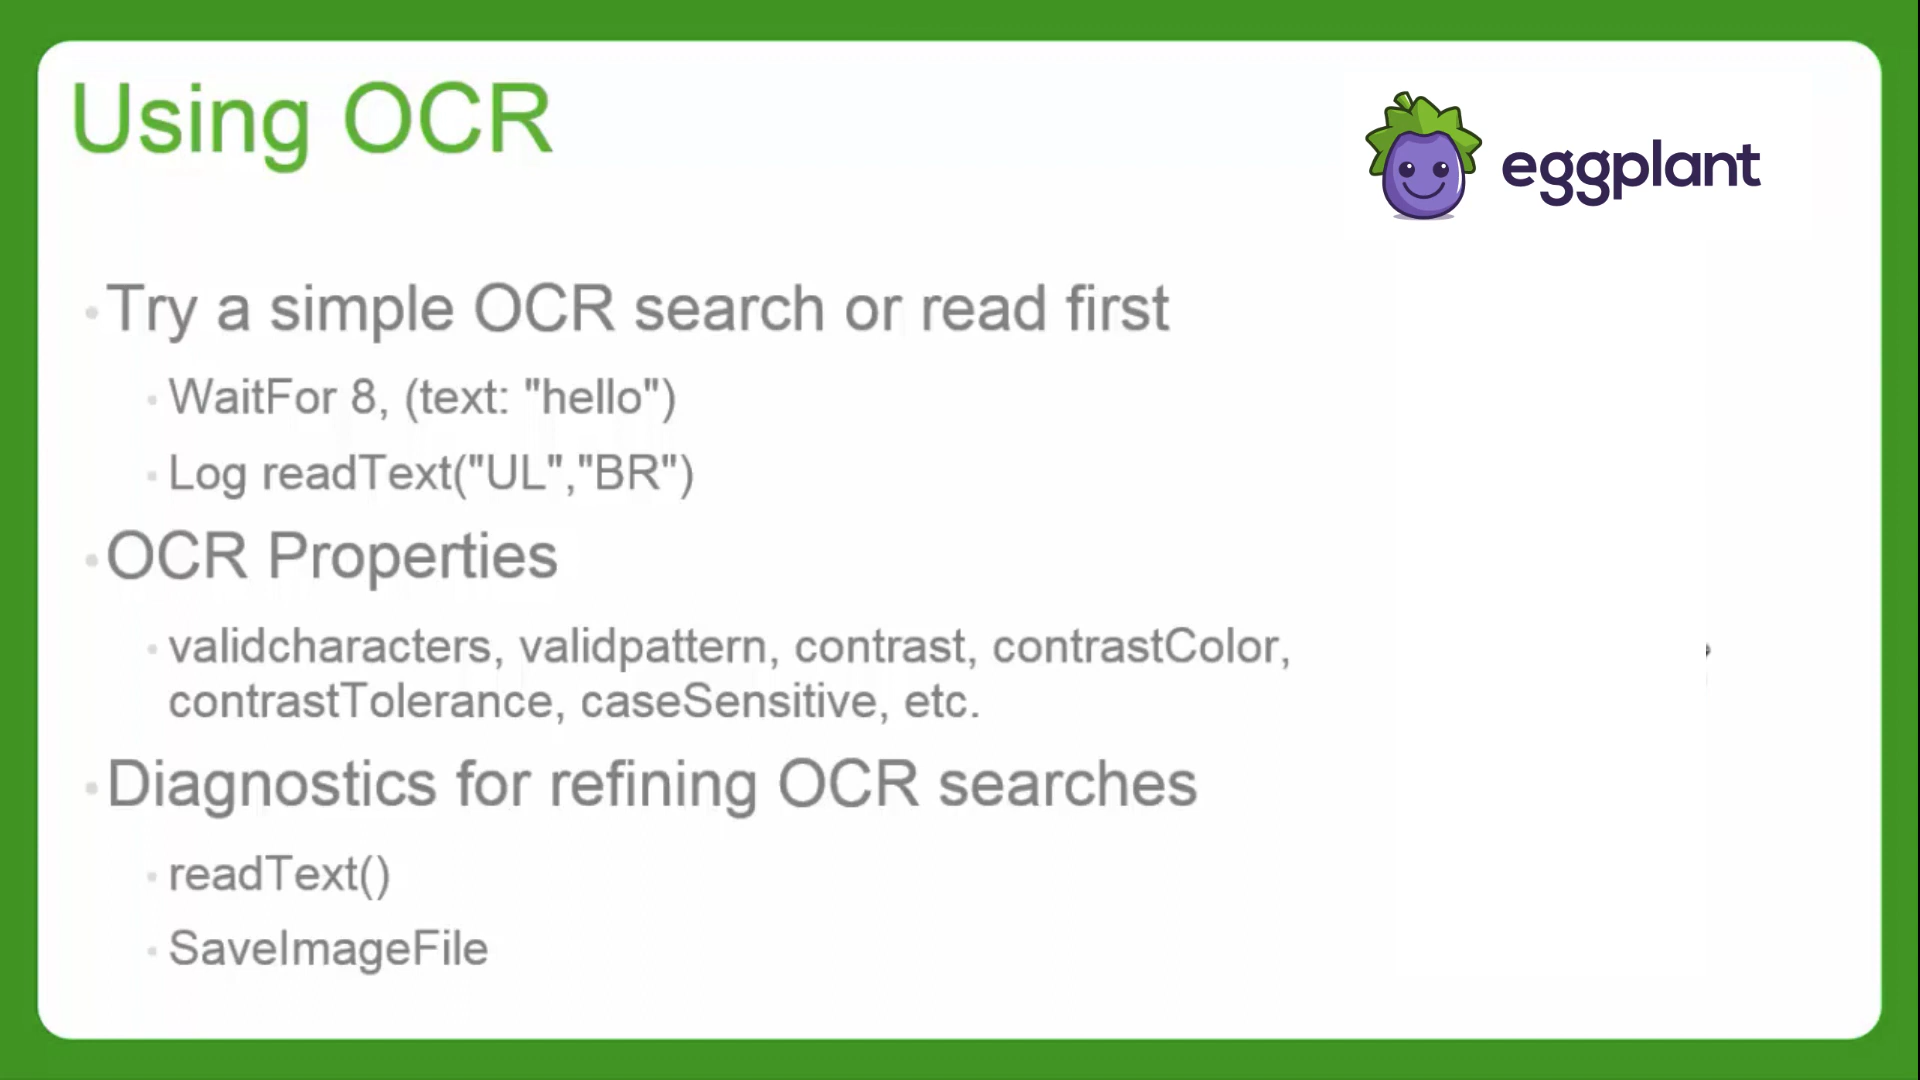 Using OCR
eggplant
Try a simple OCR search or read first
WaitFor 8, (text: "hello")
Log readText("UL","BR")
OCR Properties
validcharacters, validpattern, contrast, contrastColor,
contrastTolerance, caseSensitive, etc.
Diagnostics for refining OCR searches
readText()
SaveImageFile